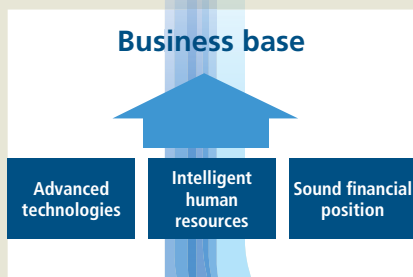 Business base
Advanced
technologies
Intelligent
human
resources
Sound financial
position